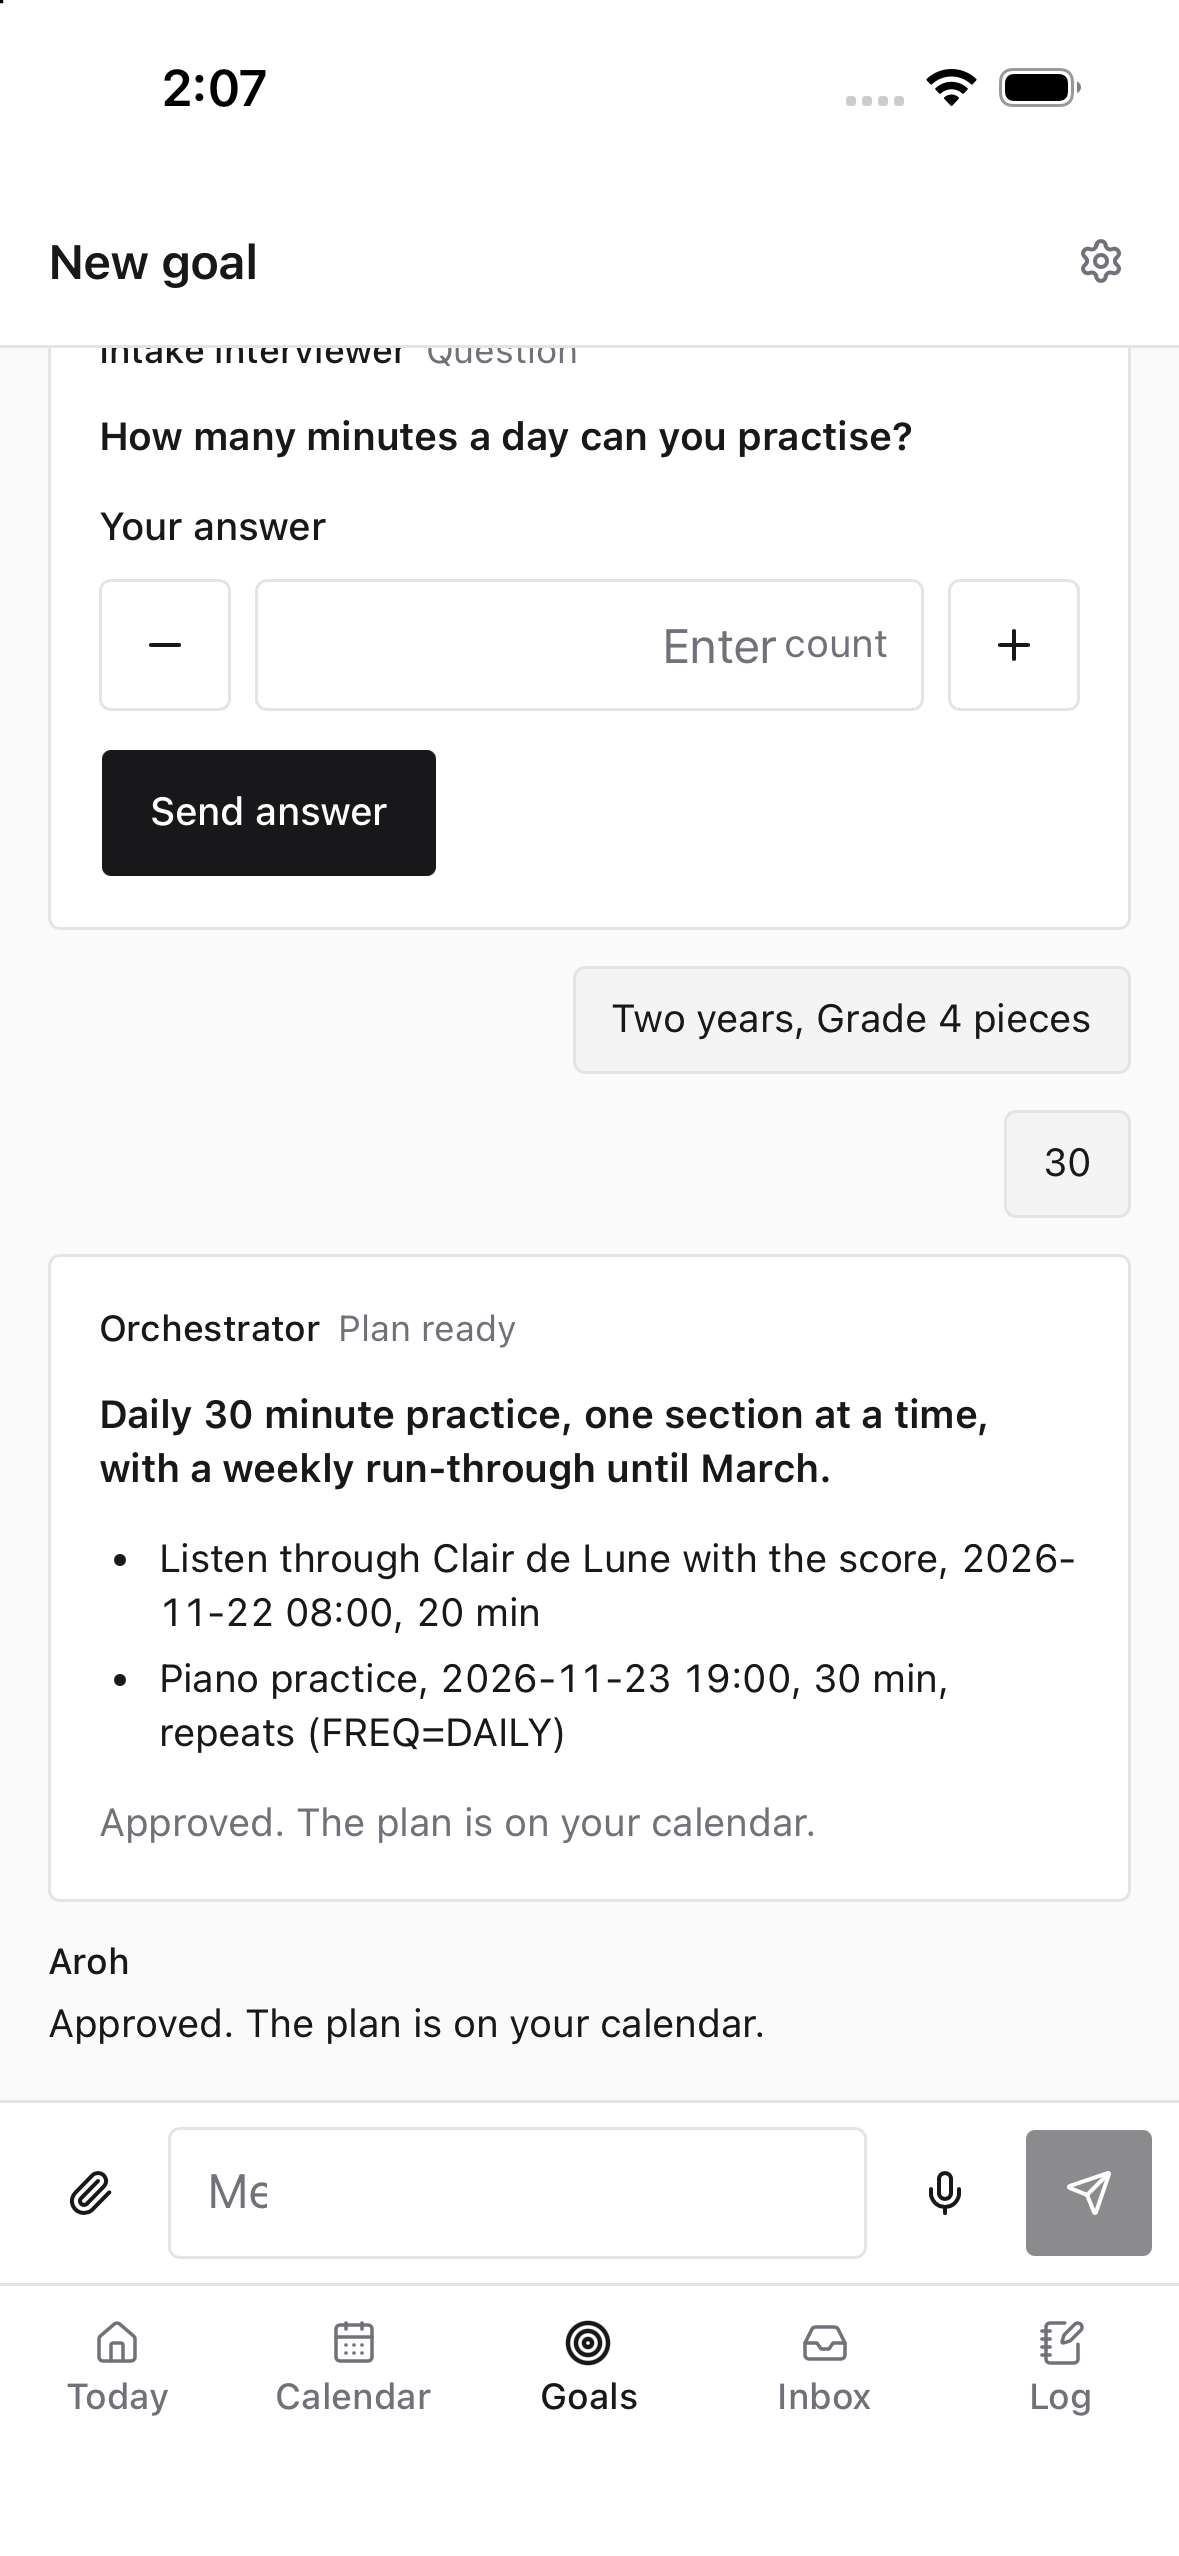 2:07
New goal
Intake Interviewer Question
How many minutes a day can you practise?
Your answer
Enter count
Send answer
Two years, Grade 4 pieces
30
Orchestrator Plan ready
Daily 30 minute practice, one section at a time,
with a weekly run-through until March.
• Listen through Clair de Lune with the score, 2026-
11-22 08:00, 20 min
• Piano practice, 2026-11-23 19:00, 30 min,
repeats (FREQ=DAILY)
Approved. The plan is on your calendar.
Aroh
Approved. The plan is on your calendar.
Me
Today Calendar Goals Inbox Log